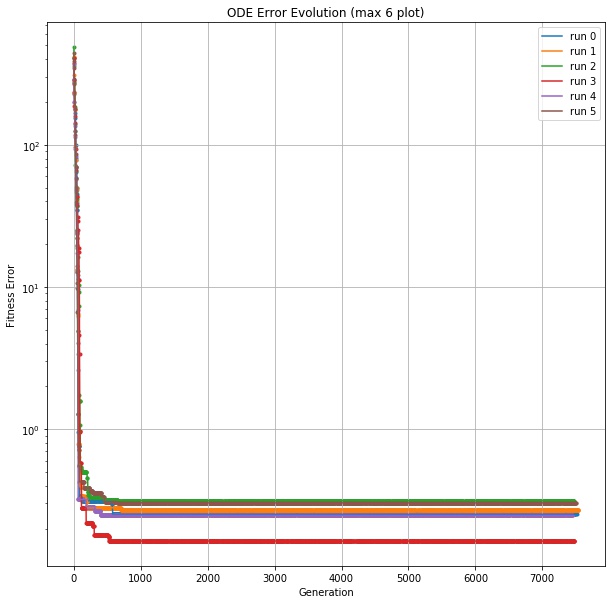 ODE Error Evolution (max 6 plot)
run 0
run 1
run 2
run 3
run 4
run 5
10²
10¹
10⁰
Fitness Error
0 1000 2000 3000 4000 5000 6000 7000
Generation